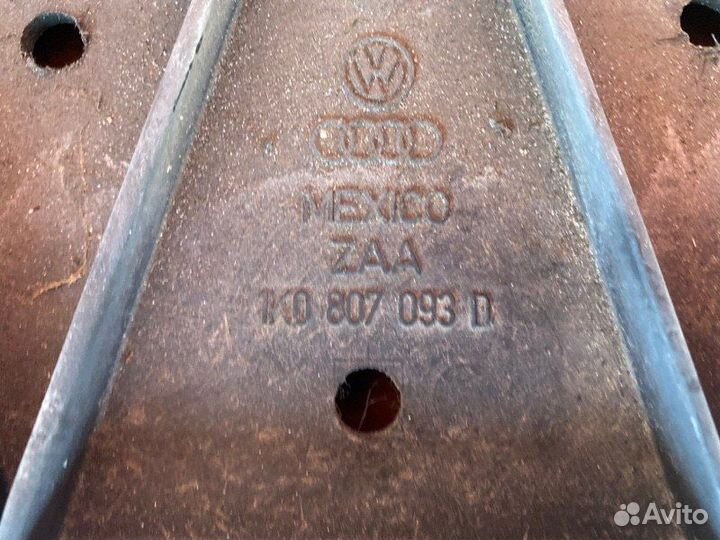 MEXICO
ZAA
1K0 807 093 D
Avito